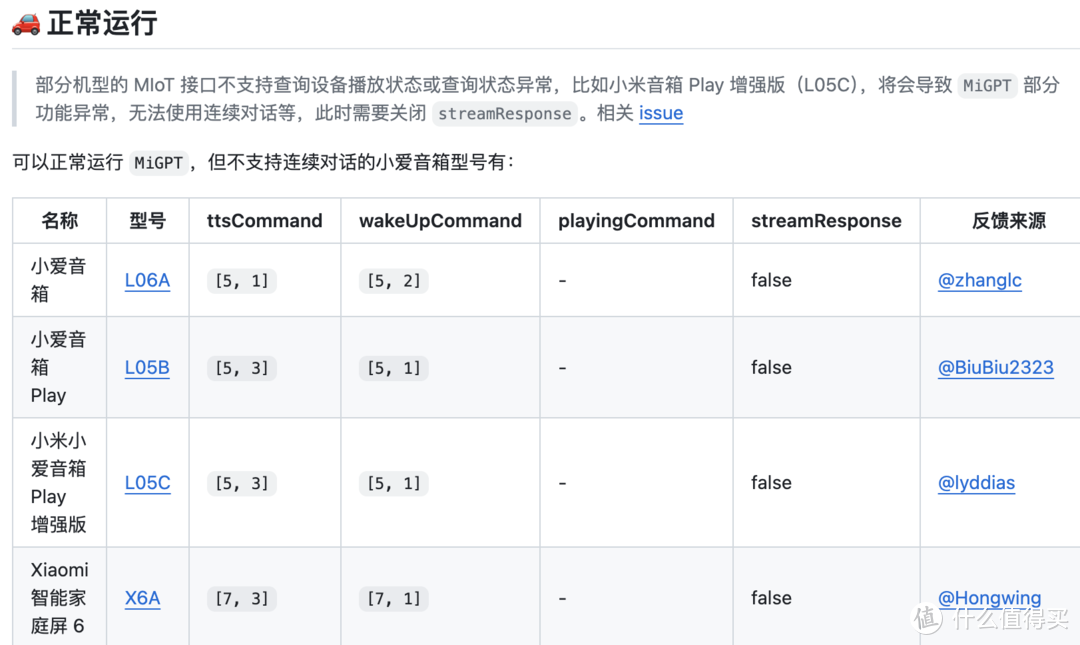 🚗 正常运行
部分机型的 MIoT 接口不支持查询设备播放状态或查询状态异常，比如小米音箱 Play 增强版（L05C），将会导致 MiGPT 部分
功能异常，无法使用连续对话等，此时需要关闭 streamResponse 。相关 issue
可以正常运行 MiGPT ，但不支持连续对话的小爱音箱型号有：
名称 型号 ttsCommand wakeUpCommand playingCommand streamResponse 反馈来源
小爱音
箱 L06A [5, 1] [5, 2] - false @zhanglc
小爱音
箱 L05B [5, 3] [5, 1] - false @BiuBiu2323
Play
小米小
爱音箱
Play L05C [5, 3] [5, 1] - false @lyddias
增强版
Xiaomi
智能家 X6A [7, 3] [7, 1] - false @Hongwing
庭屏 6
值 什么值得买